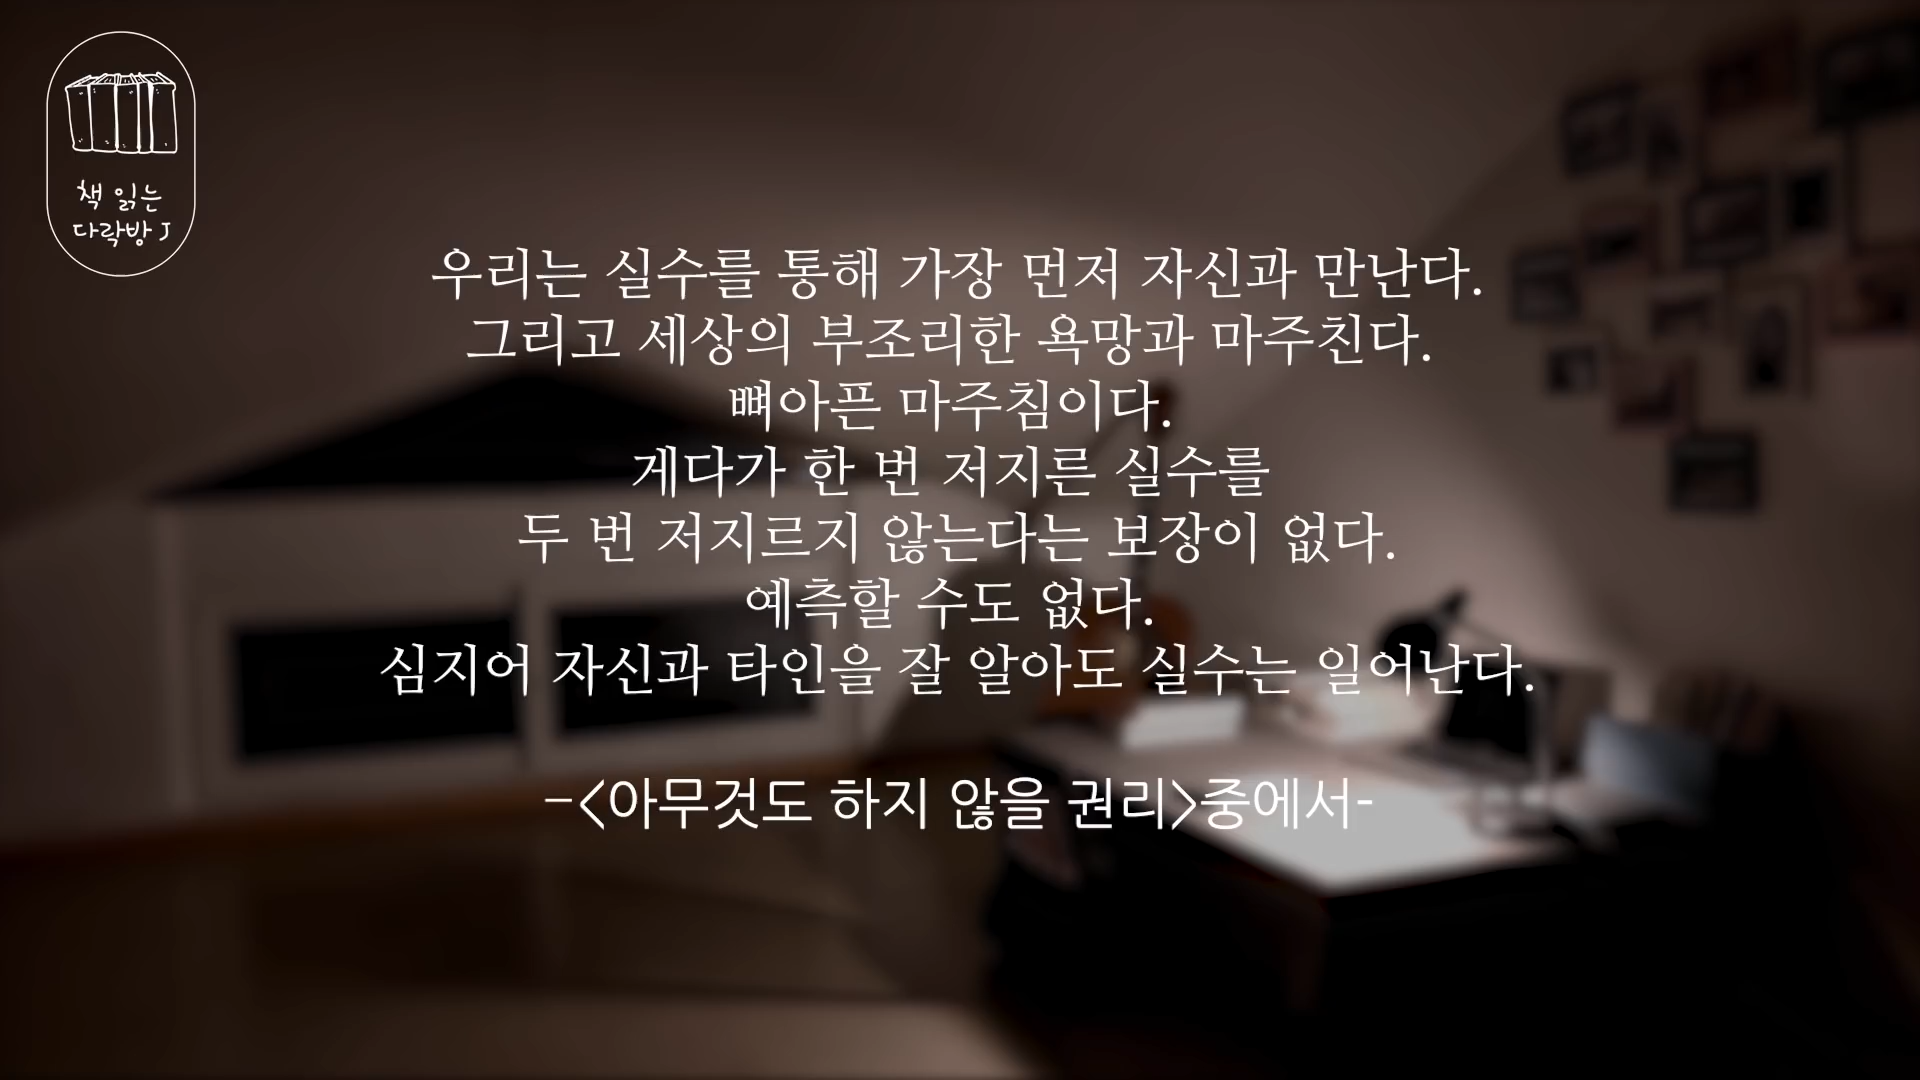 책 읽는
다락방 J
우리는 실수를 통해 가장 먼저 자신과 만난다.
그리고 세상의 부조리한 욕망과 마주친다.
뼈아픈 마주침이다.
게다가 한 번 저지른 실수를
두 번 저지르지 않는다는 보장이 없다.
예측할 수도 없다.
심지어 자신과 타인을 잘 알아도 실수는 일어난다.
-<아무것도 하지 않을 권리>중에서-